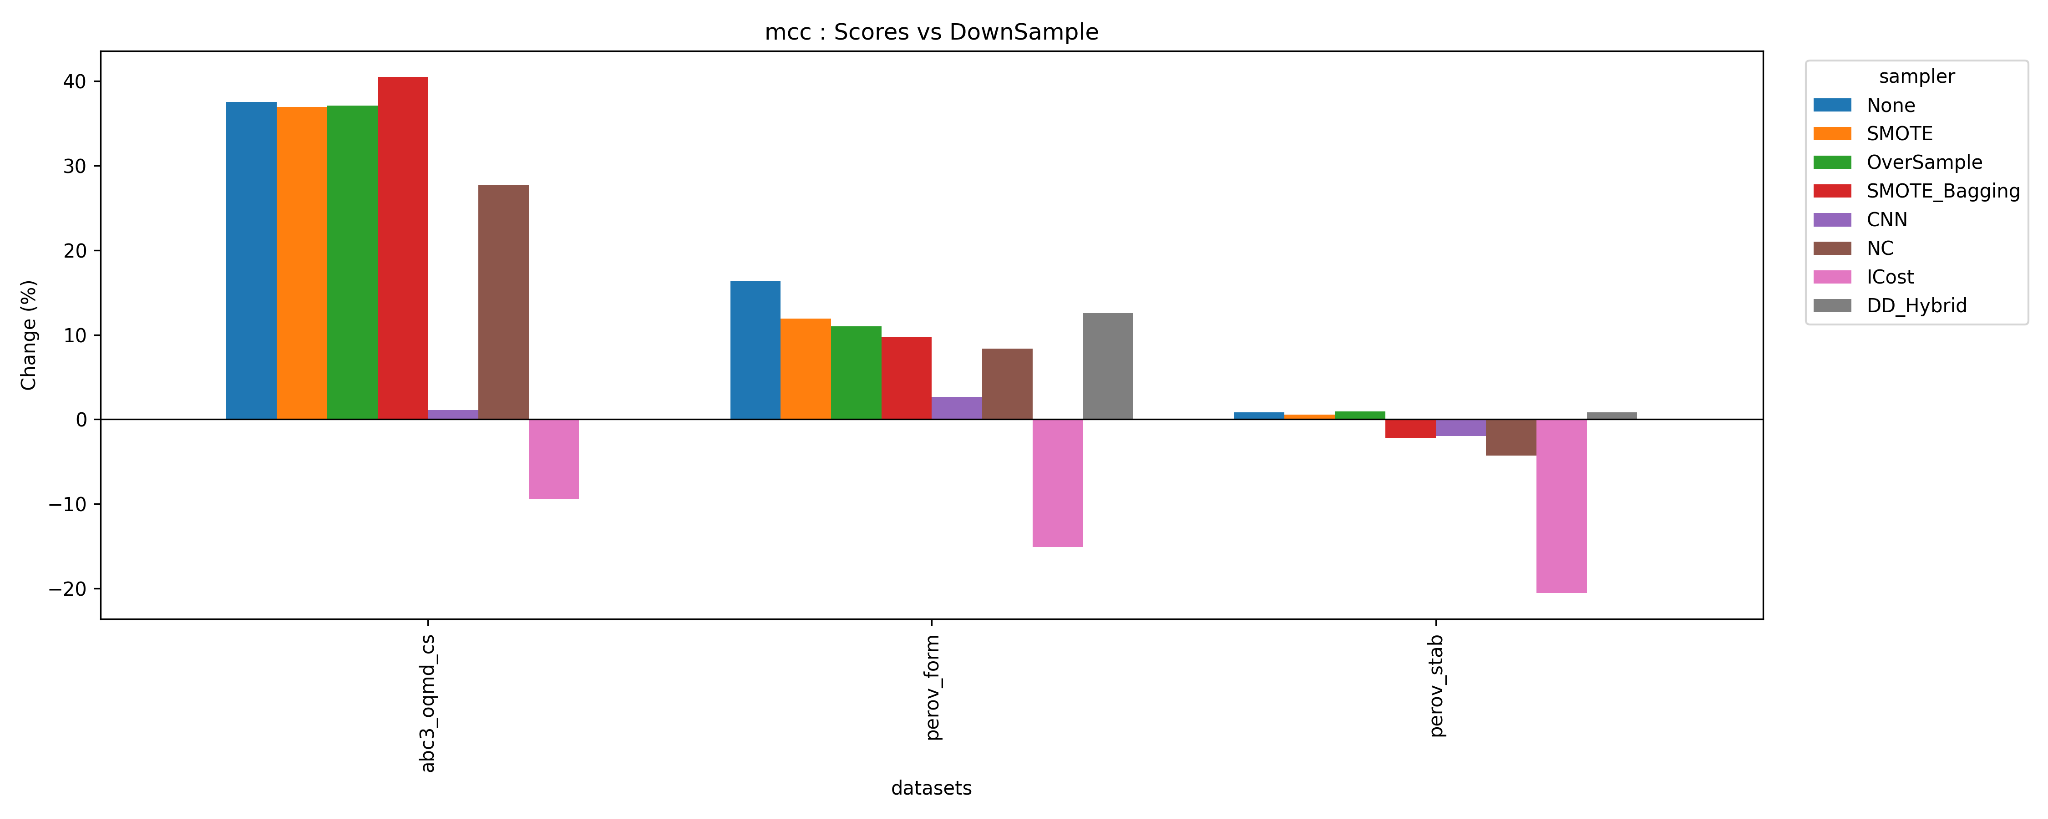 mcc : Scores vs DownSample
Change (%)
40
30
20
10
0
−10
−20
abc3_oqmd_cs
perov_form
perov_stab
datasets
sampler
None
SMOTE
OverSample
SMOTE_Bagging
CNN
NC
ICost
DD_Hybrid